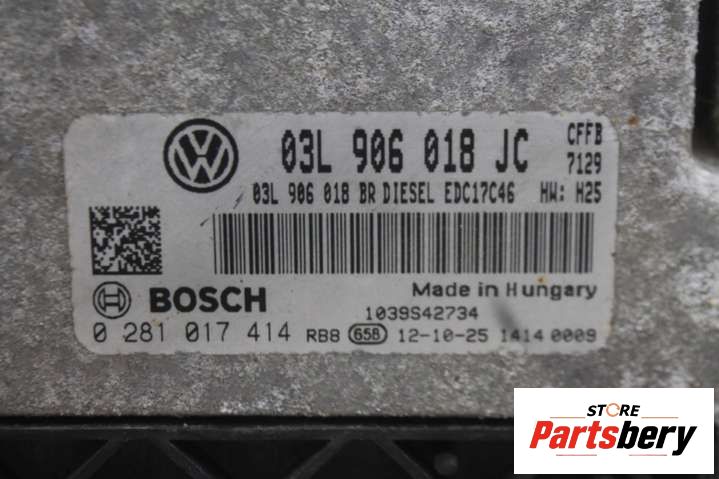 03L 906 018 JC CFFB
7129
03L 906 018 BR DIESEL EDC17C46 HW: H25
Made in Hungary
BOSCH
1039S42734
0 281 017 414 RB8 658 12-10-25 1414 0009
STORE
Partsbery